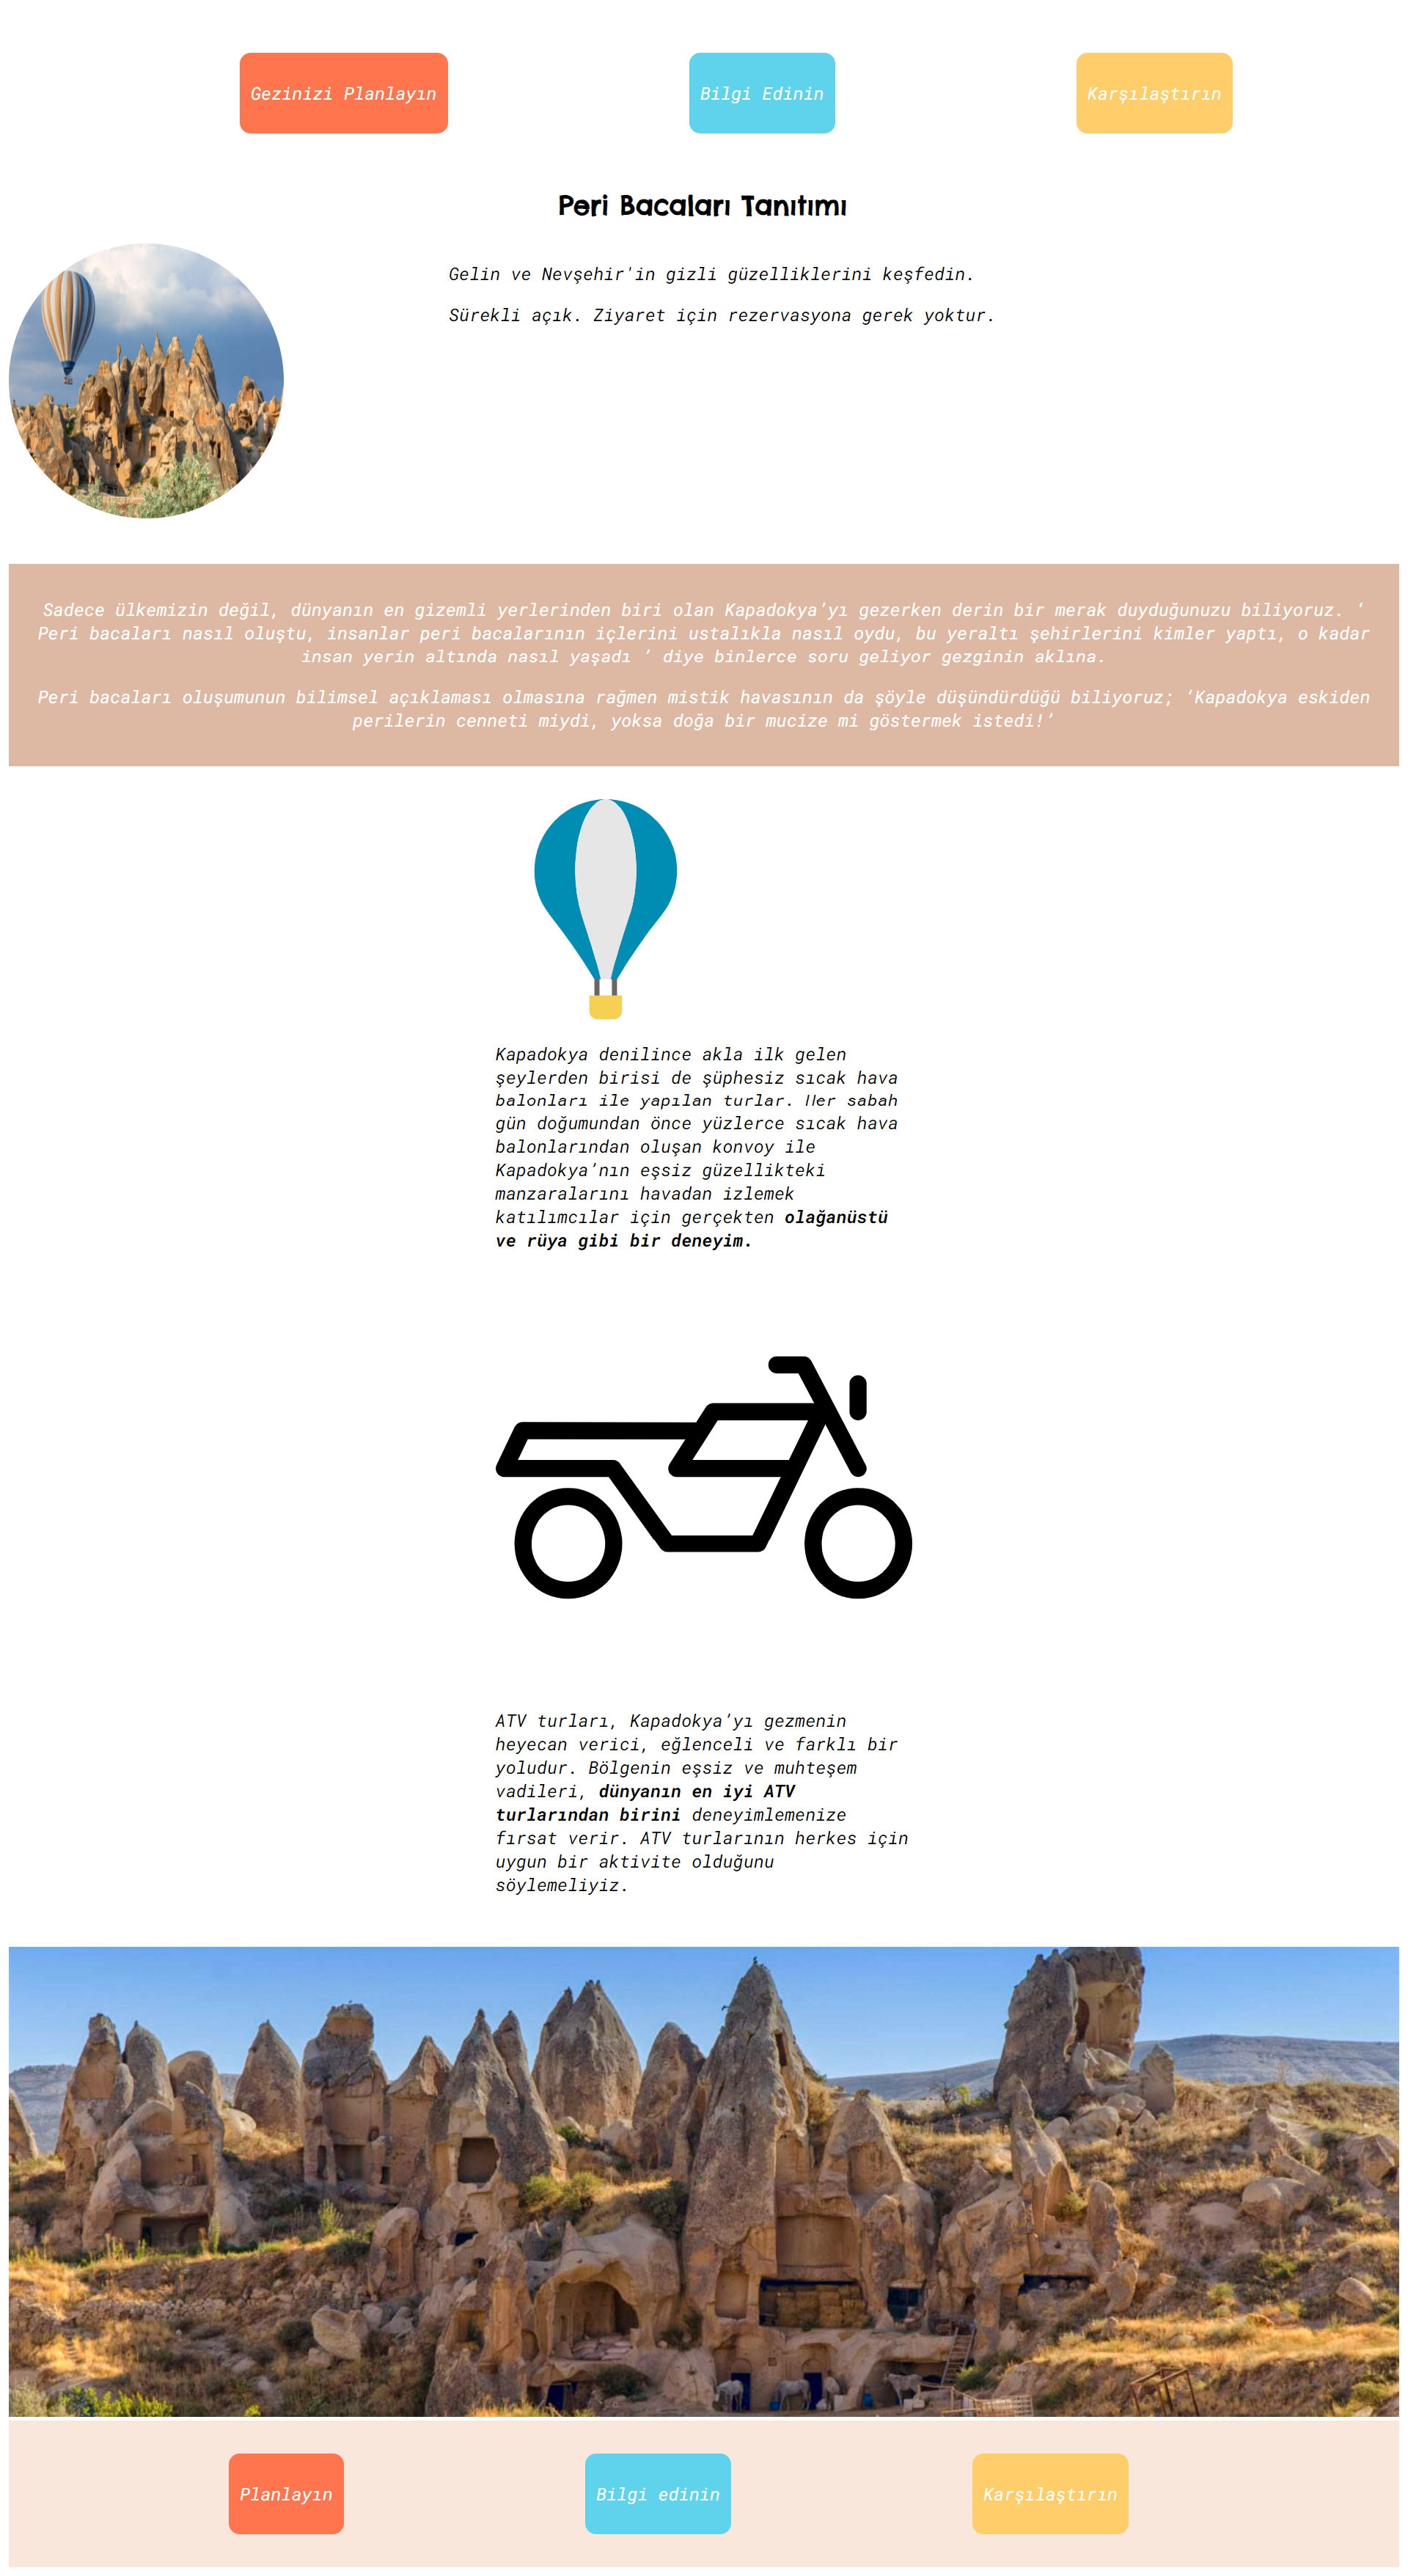 Gezinizi Planlayın
Bilgi Edinin
Karşılaştırın
Peri Bacaları Tanıtımı
Gelin ve Nevşehir'in gizli güzelliklerini keşfedin.
Sürekli açık. Ziyaret için rezervasyona gerek yoktur.
Sadece ülkemizin değil, dünyanın en gizemli yerlerinden biri olan Kapadokya’yı gezerken derin bir merak duyduğunuzu biliyoruz. ‘
Peri bacaları nasıl oluştu, insanlar peri bacalarının içlerini ustalıkla nasıl oydu, bu yeraltı şehirlerini kimler yaptı, o kadar
insan yerin altında nasıl yaşadı ’ diye binlerce soru geliyor gezginin aklına.
Peri bacaları oluşumunun bilimsel açıklaması olmasına rağmen mistik havasının da şöyle düşündürdüğü biliyoruz; ‘Kapadokya eskiden
perilerin cenneti miydi, yoksa doğa bir mucize mi göstermek istedi!’
Kapadokya denilince akla ilk gelen
şeylerden birisi de şüphesiz sıcak hava
balonları ile yapılan turlar. Her sabah
gün doğumundan önce yüzlerce sıcak hava
balonlarından oluşan konvoy ile
Kapadokya’nın eşsiz güzellikteki
manzaralarını havadan izlemek
katılımcılar için gerçekten olağanüstü
ve rüya gibi bir deneyim.
ATV turları, Kapadokya’yı gezmenin
heyecan verici, eğlenceli ve farklı bir
yoludur. Bölgenin eşsiz ve muhteşem
vadileri, dünyanın en iyi ATV
turlarından birini deneyimlemenize
fırsat verir. ATV turlarının herkes için
uygun bir aktivite olduğunu
söylemeliyiz.
Planlayın
Bilgi edinin
Karşılaştırın